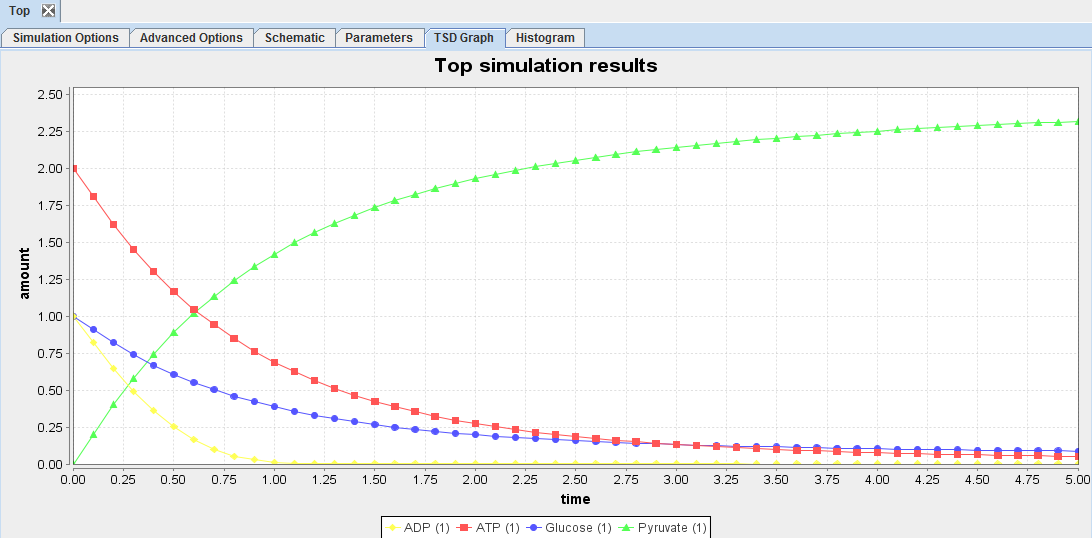 Top
Simulation Options Advanced Options Schematic Parameters TSD Graph Histogram
Top simulation results
amount
2.50
2.25
2.00
1.75
1.50
1.25
1.00
0.75
0.50
0.25
0.00
0.00 0.25 0.50 0.75 1.00 1.25 1.50 1.75 2.00 2.25 2.50 2.75 3.00 3.25 3.50 3.75 4.00 4.25 4.50 4.75 5.00
time
ADP (1) ATP (1) Glucose (1) Pyruvate (1)